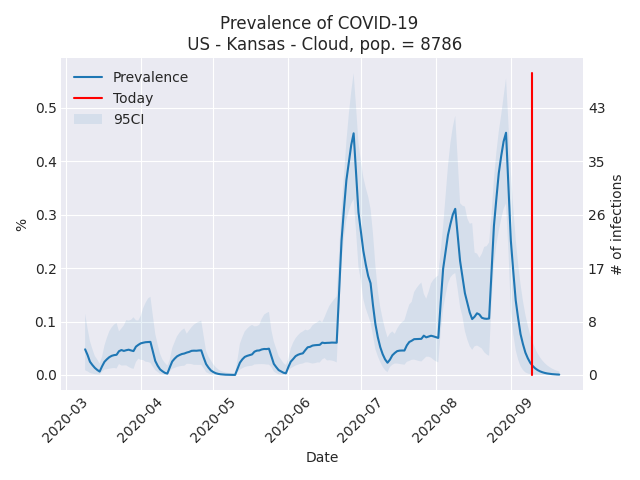 Prevalence of COVID-19
US - Kansas - Cloud, pop. = 8786
Prevalence
Today
95CI
0.5
0.4
0.3
0.2
0.1
0.0
%
43
35
26
17
8
0
# of infections
2020-03
2020-04
2020-05
2020-06
2020-07
2020-08
2020-09
Date